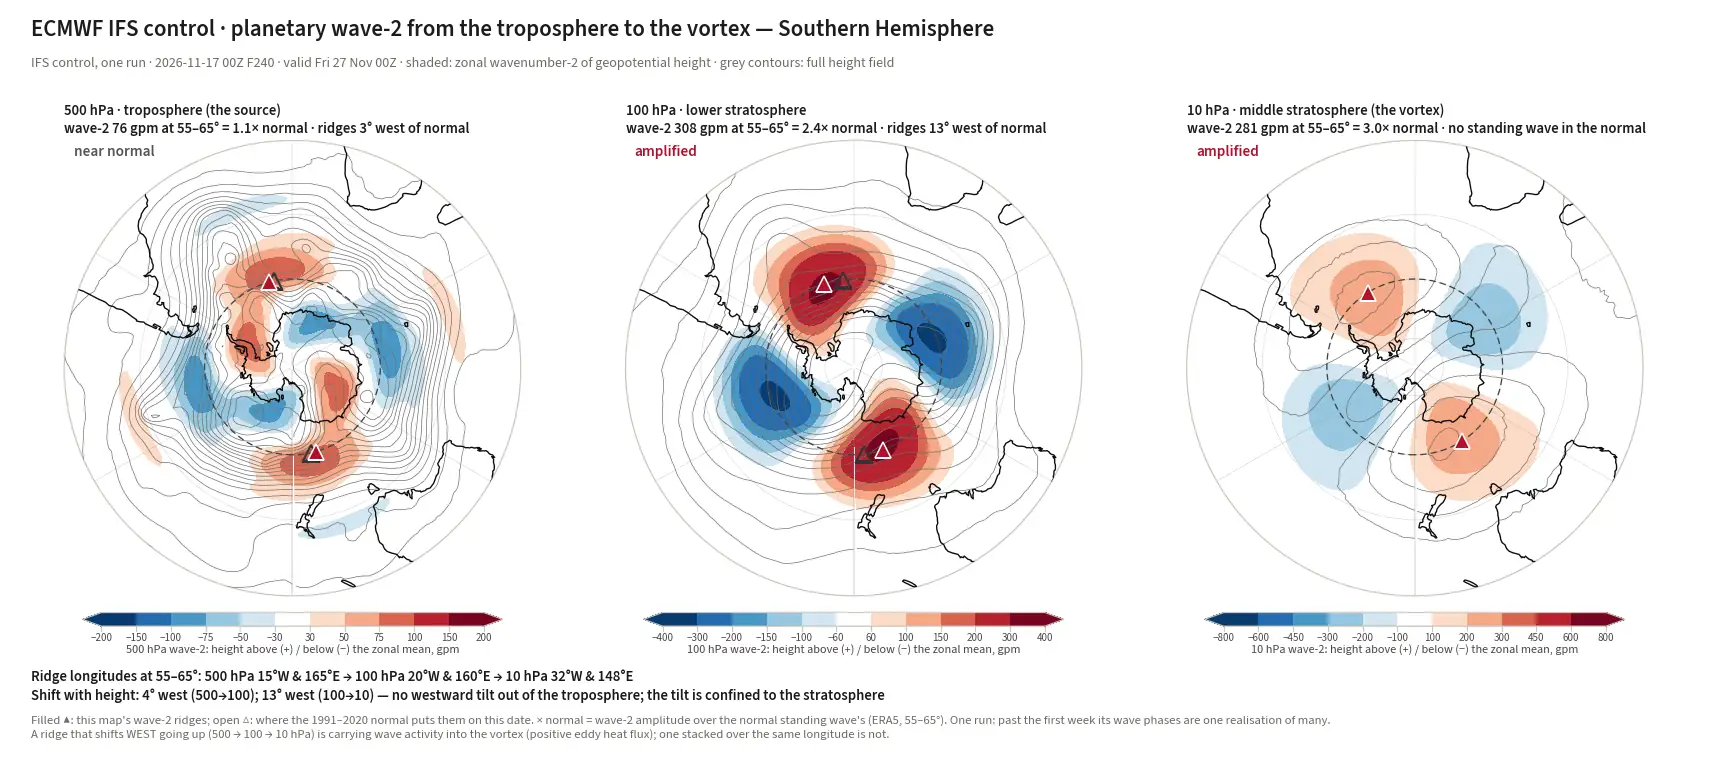 ECMWF IFS control · planetary wave-2 from the troposphere to the vortex — Southern Hemisphere
IFS control, one run · 2026-11-17 00Z F240 · valid Fri 27 Nov 00Z · shaded: zonal wavenumber-2 of geopotential height · grey contours: full height field
500 hPa · troposphere (the source)
wave-2 76 gpm at 55–65° = 1.1× normal · ridges 3° west of normal
near normal
100 hPa · lower stratosphere
wave-2 308 gpm at 55–65° = 2.4× normal · ridges 13° west of normal
amplified
10 hPa · middle stratosphere (the vortex)
wave-2 281 gpm at 55–65° = 3.0× normal · no standing wave in the normal
amplified
−200 −150 −100 −75 −50 −30 30 50 75 100 150 200
500 hPa wave-2: height above (+) / below (−) the zonal mean, gpm
−400 −300 −200 −150 −100 −60 60 100 150 200 300 400
100 hPa wave-2: height above (+) / below (−) the zonal mean, gpm
−800 −600 −450 −300 −200 −100 100 200 300 450 600 800
10 hPa wave-2: height above (+) / below (−) the zonal mean, gpm
Ridge longitudes at 55–65°: 500 hPa 15°W & 165°E → 100 hPa 20°W & 160°E → 10 hPa 32°W & 148°E
Shift with height: 4° west (500→100); 13° west (100→10) — no westward tilt out of the troposphere; the tilt is confined to the stratosphere
Filled ▲: this map's wave-2 ridges; open △: where the 1991–2020 normal puts them on this date. × normal = wave-2 amplitude over the normal standing wave's (ERA5, 55–65°). One run: past the first week its wave phases are one realisation of many.
A ridge that shifts WEST going up (500 → 100 → 10 hPa) is carrying wave activity into the vortex (positive eddy heat flux); one stacked over the same longitude is not.